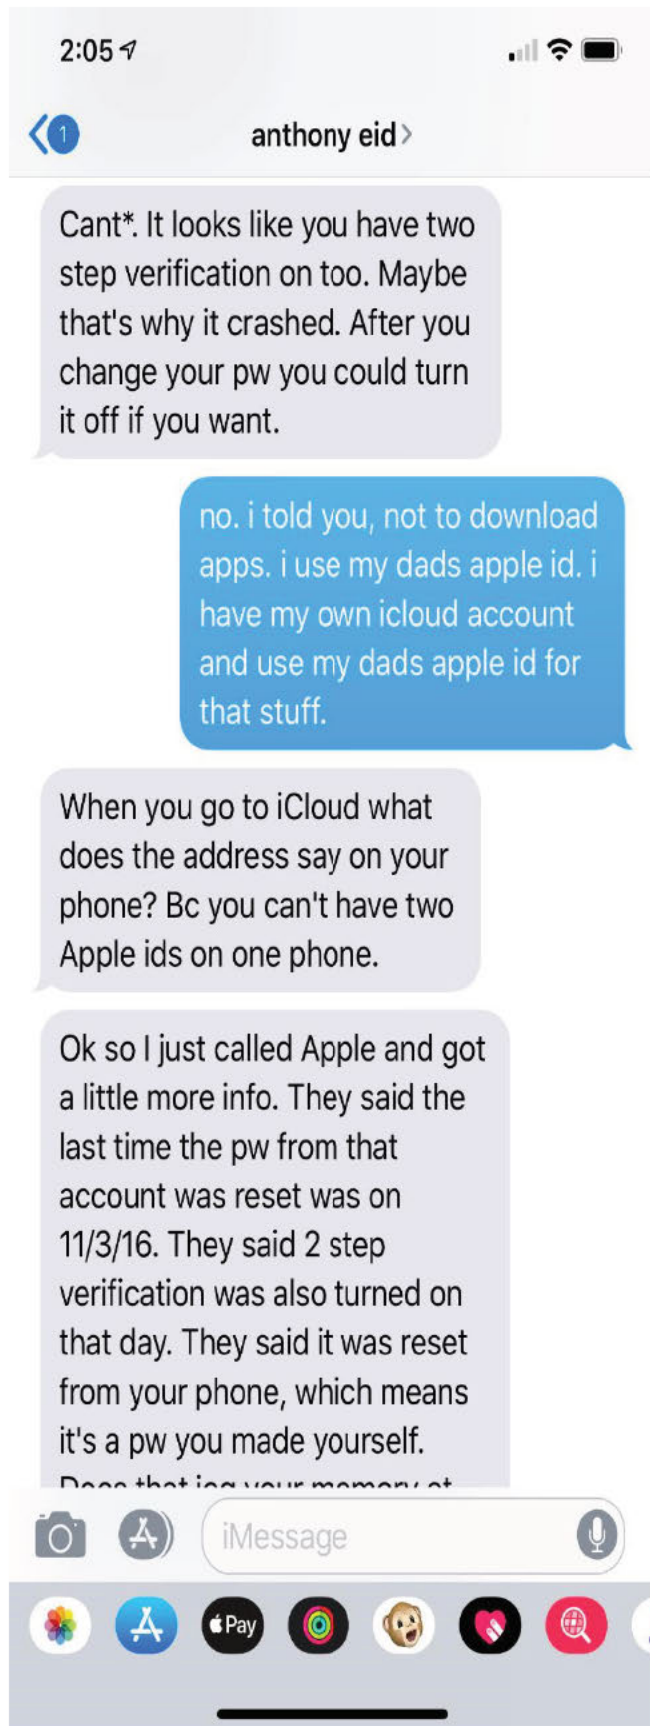 2:05
1
anthony eid
Cant*. It looks like you have two
step verification on too. Maybe
that's why it crashed. After you
change your pw you could turn
it off if you want.
no. i told you, not to download
apps. i use my dads apple id. i
have my own icloud account
and use my dads apple id for
that stuff.
When you go to iCloud what
does the address say on your
phone? Bc you can't have two
Apple ids on one phone.
Ok so I just called Apple and got
a little more info. They said the
last time the pw from that
account was reset was on
11/3/16. They said 2 step
verification was also turned on
that day. They said it was reset
from your phone, which means
it's a pw you made yourself.
Does that jog your memory at
iMessage
Pay